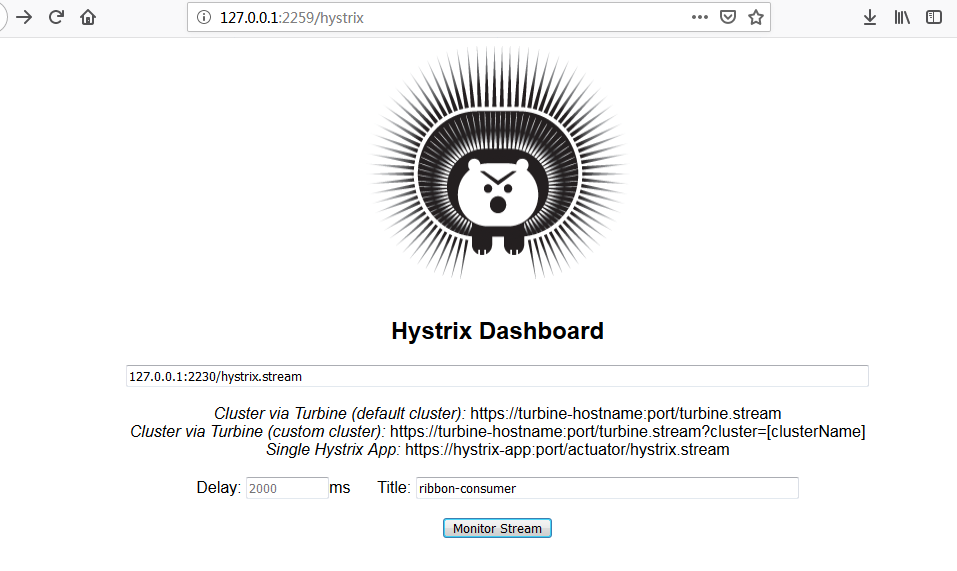 127.0.0.1:2259/hystrix
Hystrix Dashboard
127.0.0.1:2230/hystrix.stream
Cluster via Turbine (default cluster): https://turbine-hostname:port/turbine.stream
Cluster via Turbine (custom cluster): https://turbine-hostname:port/turbine.stream?cluster=[clusterName]
Single Hystrix App: https://hystrix-app:port/actuator/hystrix.stream
Delay: 2000 ms Title: ribbon-consumer
Monitor Stream